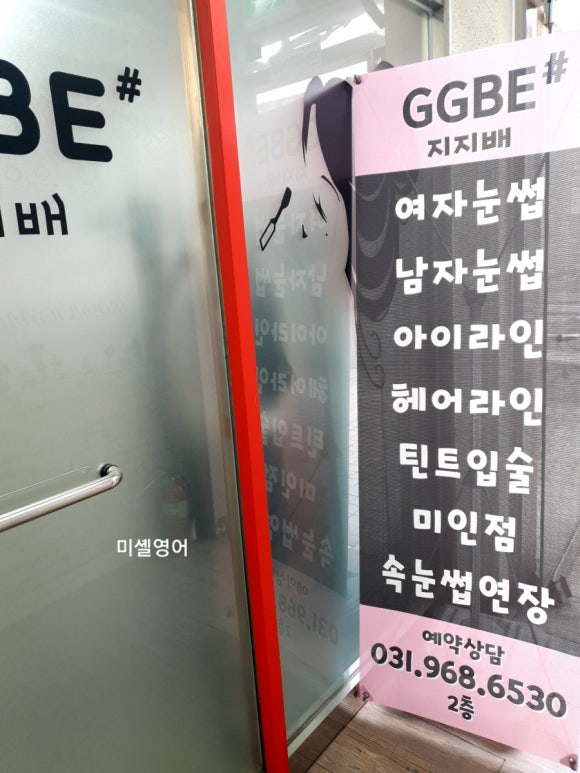 BE#
배
GGBE#
지지배
여자눈썹
남자눈썹
아이라인
헤어라인
틴트입술
미인점
속눈썹연장
예약상담
031.968.6530
2층
미셸영어